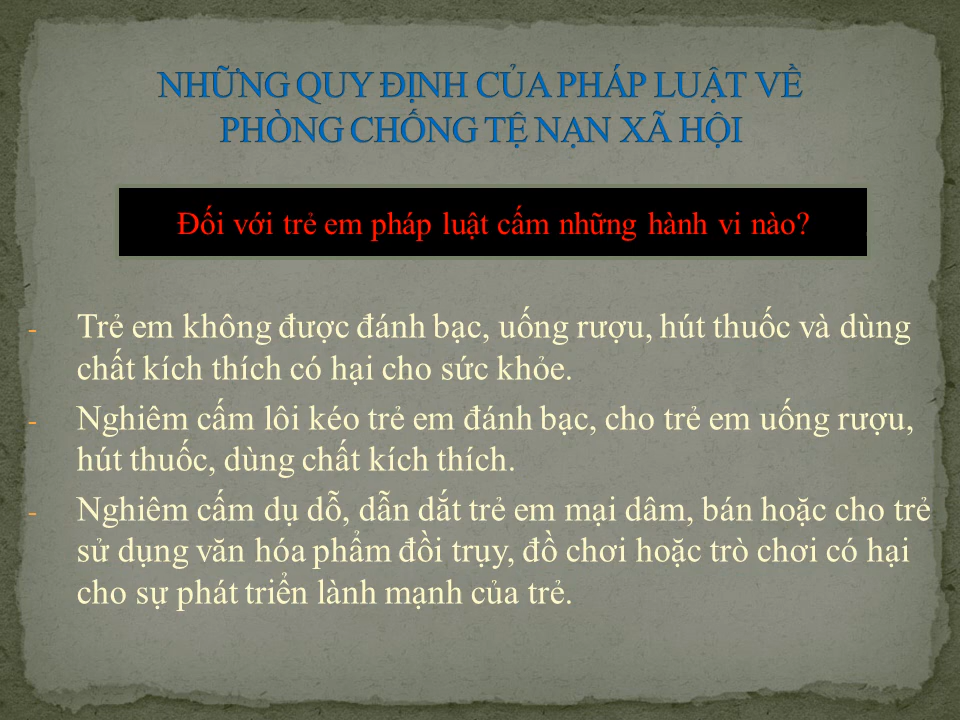 NHỮNG QUY ĐỊNH CỦA PHÁP LUẬT VỀ
PHÒNG CHỐNG TỆ NẠN XÃ HỘI
Đối với trẻ em pháp luật cấm những hành vi nào?
- Trẻ em không được đánh bạc, uống rượu, hút thuốc và dùng
chất kích thích có hại cho sức khỏe.
- Nghiêm cấm lôi kéo trẻ em đánh bạc, cho trẻ em uống rượu,
hút thuốc, dùng chất kích thích.
- Nghiêm cấm dụ dỗ, dẫn dắt trẻ em mại dâm, bán hoặc cho trẻ
sử dụng văn hóa phẩm đồi trụy, đồ chơi hoặc trò chơi có hại
cho sự phát triển lành mạnh của trẻ.